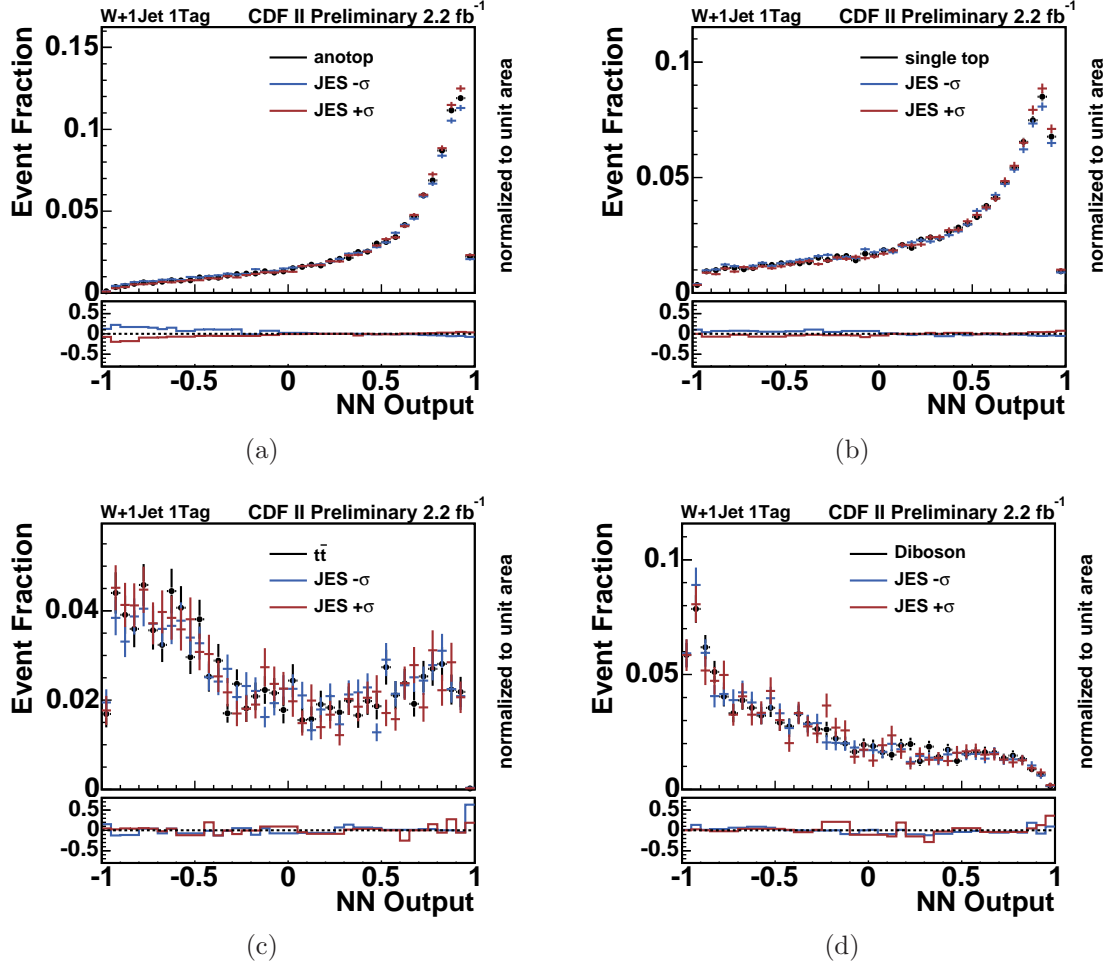 W+1Jet 1Tag CDF II Preliminary 2.2 fb⁻¹
Event Fraction
normalized to unit area
0.15
0.1
0.05
0
anotop
JES -σ
JES +σ
0.5
0
-0.5
-1 -0.5 0 0.5 1
NN Output
(a)
W+1Jet 1Tag CDF II Preliminary 2.2 fb⁻¹
Event Fraction
normalized to unit area
0.1
0.05
0
single top
JES -σ
JES +σ
0.5
0
-0.5
-1 -0.5 0 0.5 1
NN Output
(b)
W+1Jet 1Tag CDF II Preliminary 2.2 fb⁻¹
Event Fraction
normalized to unit area
0.04
0.02
0
tt̄
JES -σ
JES +σ
0.5
0
-0.5
-1 -0.5 0 0.5 1
NN Output
(c)
W+1Jet 1Tag CDF II Preliminary 2.2 fb⁻¹
Event Fraction
normalized to unit area
0.1
0.05
0
Diboson
JES -σ
JES +σ
0.5
0
-0.5
-1 -0.5 0 0.5 1
NN Output
(d)